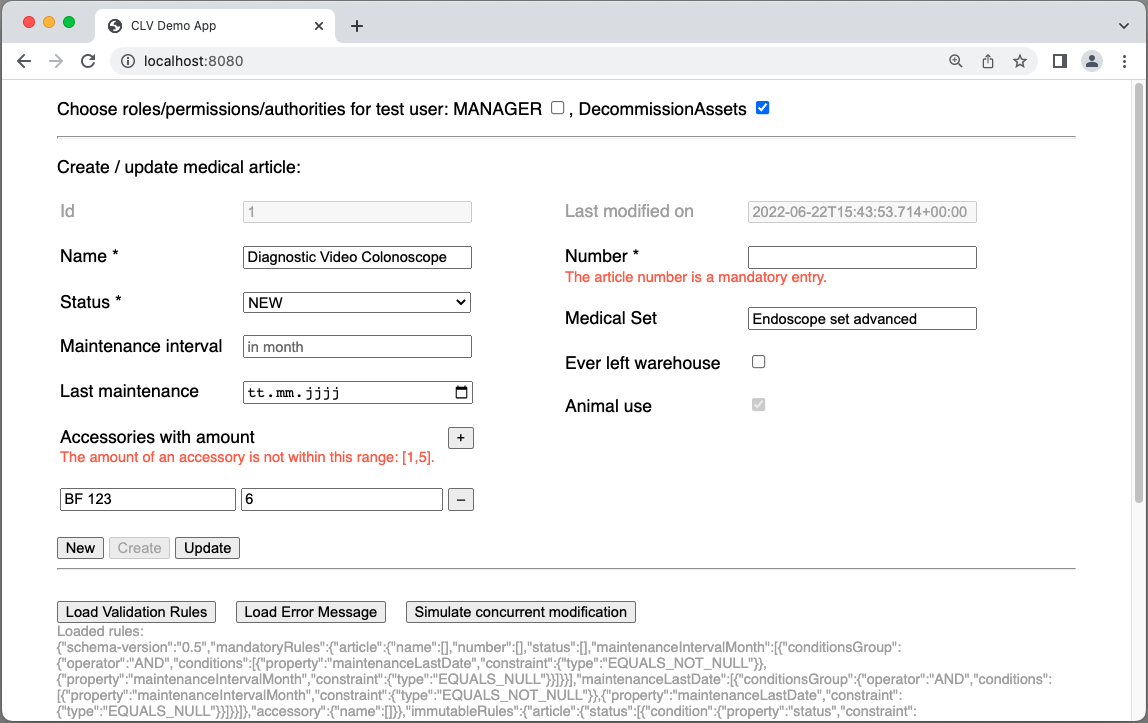 CLV Demo App
localhost:8080
Choose roles/permissions/authorities for test user: MANAGER , DecommissionAssets
Create / update medical article:
Id 1 Last modified on 2022-06-22T15:43:53.714+00:00
Name * Diagnostic Video Colonoscope Number *
The article number is a mandatory entry.
Status * NEW Medical Set Endoscope set advanced
Maintenance interval in month Ever left warehouse
Last maintenance tt.mm.jjjj Animal use
Accessories with amount +
The amount of an accessory is not within this range: [1,5].
BF 123 6 –
New Create Update
Load Validation Rules Load Error Message Simulate concurrent modification
Loaded rules:
{"schema-version":"0.5","mandatoryRules":{"article":{"name":[],"number":[],"status":[],"maintenanceIntervalMonth":[{"conditionsGroup":
{"operator":"AND","conditions":[{"property":"maintenanceLastDate","constraint":{"type":"EQUALS_NOT_NULL"}},
{"property":"maintenanceIntervalMonth","constraint":{"type":"EQUALS_NULL"}}]}}],"maintenanceLastDate":[{"conditionsGroup":{"operator":"AND","conditions":
[{"property":"maintenanceIntervalMonth","constraint":{"type":"EQUALS_NOT_NULL"}},{"property":"maintenanceLastDate","constraint":
{"type":"EQUALS_NULL"}}]}}]},"accessory":{"name":[]}},"immutableRules":{"article":{"status":[{"condition":{"property":"status","constraint":